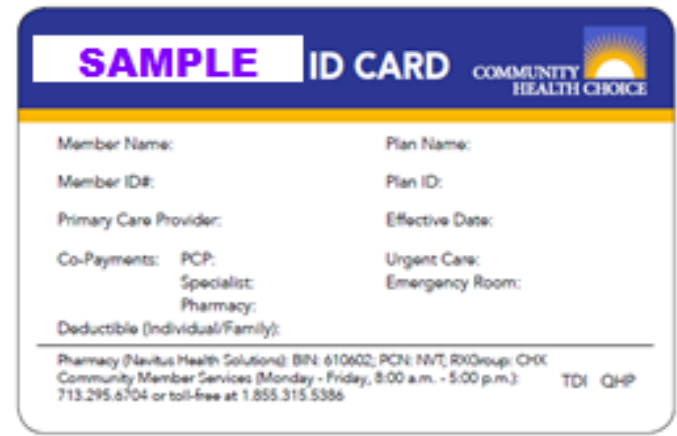 SAMPLE ID CARD COMMUNITY HEALTH CHOICE
Member Name: Plan Name:
Member ID#: Plan ID:
Primary Care Provider: Effective Date:
Co-Payments: PCP: Urgent Care:
Specialist: Emergency Room:
Pharmacy:
Deductible (Individual/Family):
Pharmacy (Navitus Health Solutions): BIN: 610602; PCN: NVT, RXGroup: CHX
Community Member Services (Monday - Friday, 8:00 a.m. - 5:00 p.m.):
713.295.6704 or toll-free at 1.855.315.5386
TDI QHP